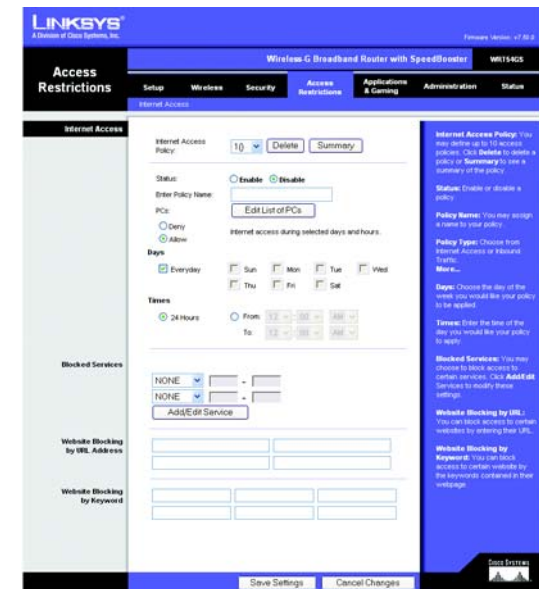 LINKSYS®
A Division of Cisco Systems, Inc.
Firmware Version: v7.50.2
Wireless-G Broadband Router with SpeedBooster
WRT54GS
Access Restrictions
Setup
Wireless
Security
Access Restrictions
Applications & Gaming
Administration
Status
Internet Access
Internet Access
Internet Access Policy:
Delete
Summary
Status:
Enable
Disable
Enter Policy Name:
PCs:
Edit List of PCs
Deny
Allow
Internet access during selected days and hours.
Days
Everyday
Sun
Mon
Tue
Wed
Thu
Fri
Sat
Times
24 Hours
From:
12
:
00
AM
To:
12
:
00
AM
Blocked Services
NONE
-
NONE
-
Add/Edit Service
Website Blocking
by URL Address
Website Blocking
by Keyword
Save Settings
Cancel Changes
Internet Access Policy: You
may define up to 10 access
policies. Click Delete to delete a
policy or Summary to see a
summary of the policy.
Status: Enable or disable a
policy.
Policy Name: You may assign
a name to your policy.
Policy Type: Choose from
Internet Access or Inbound
Traffic.
More...
Days: Choose the day of the
week you would like your policy
to be applied.
Times: Enter the time of the
day you would like your policy
to apply.
Blocked Services: You may
choose to block access to
certain services. Click Add/Edit
Services to modify these
settings.
Website Blocking by URL:
You can block access to certain
websites by entering their URL.
Website Blocking by
Keyword: You can block
access to certain website by
the keywords contained in their
webpage.
CISCO SYSTEMS